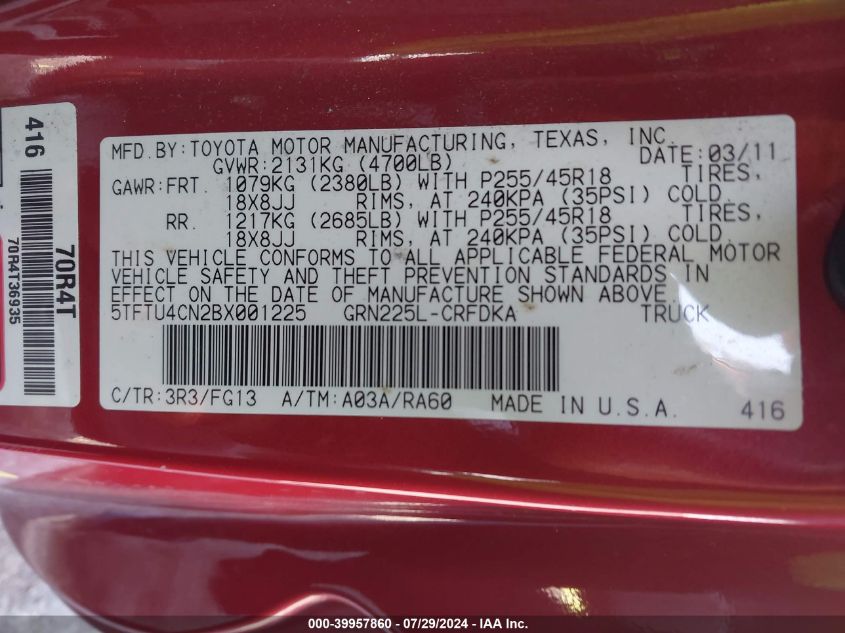 MFD.BY:TOYOTA MOTOR MANUFACTURING, TEXAS, INC.
GVWR:2131KG (4700LB) DATE:03/11
GAWR:FRT. 1079KG (2380LB) WITH P255/45R18 TIRES,
18X8JJ RIMS, AT 240KPA (35PSI) COLD
RR. 1217KG (2685LB) WITH P255/45R18 TIRES,
18X8JJ RIMS, AT 240KPA (35PSI) COLD
THIS VEHICLE CONFORMS TO ALL APPLICABLE FEDERAL MOTOR
VEHICLE SAFETY AND THEFT PREVENTION STANDARDS IN
EFFECT ON THE DATE OF MANUFACTURE SHOWN ABOVE.
5TFTU4CN2BX001225 GRN225L-CRFDKA TRUCK
C/TR:3R3/FG13 A/TM:A03A/RA60 MADE IN U.S.A. 416
416
70R4T
70R4T36935
000-39957860 - 07/29/2024 - IAA Inc.